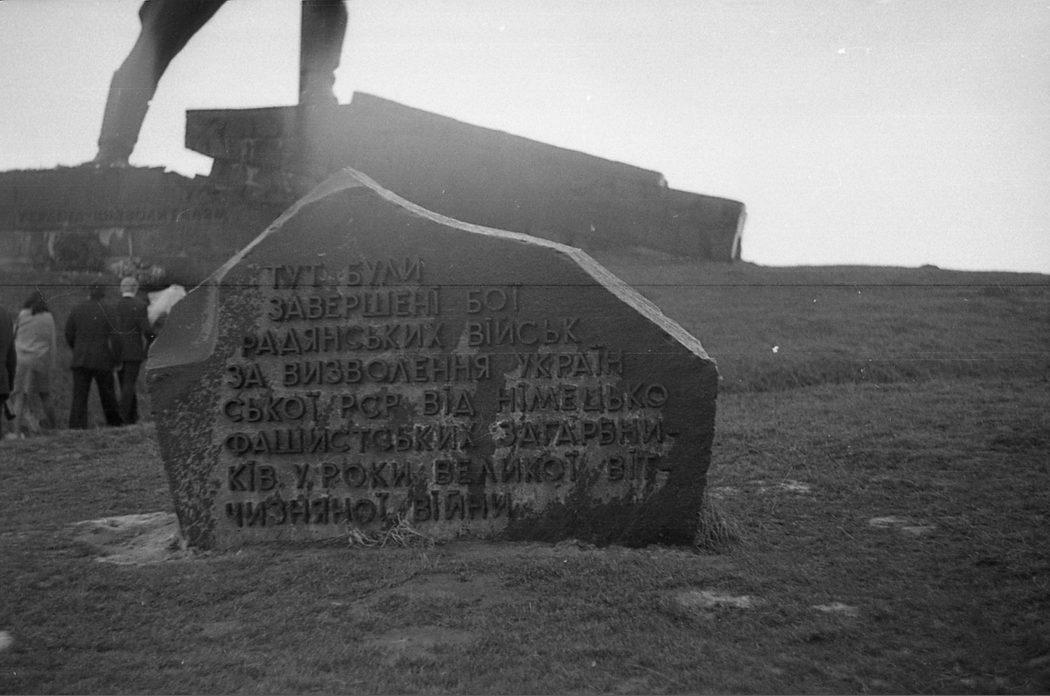 ТУТ БУЛИ
ЗАВЕРШЕНІ БОЇ
РАДЯНСЬКИХ ВІЙСЬК
ЗА ВИЗВОЛЕННЯ УКРАЇН
СЬКОЇ РСР ВІД НІМЕЦЬКО
ФАШИСТСЬКИХ ЗАГАРБНИ-
КІВ У РОКИ ВЕЛИКОЇ ВІТ-
ЧИЗНЯНОЇ ВІЙНИ